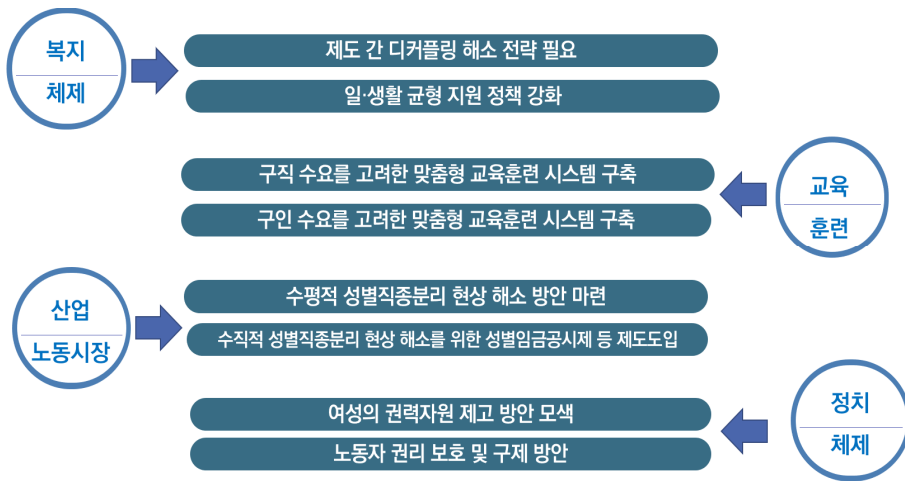 복지
체제
제도 간 디커플링 해소 전략 필요
일·생활 균형 지원 정책 강화
구직 수요를 고려한 맞춤형 교육훈련 시스템 구축
구인 수요를 고려한 맞춤형 교육훈련 시스템 구축
교육
훈련
산업
노동시장
수평적 성별직종분리 현상 해소 방안 마련
수직적 성별직종분리 현상 해소를 위한 성별임금공시제 등 제도도입
여성의 권력자원 제고 방안 모색
노동자 권리 보호 및 구제 방안
정치
체제